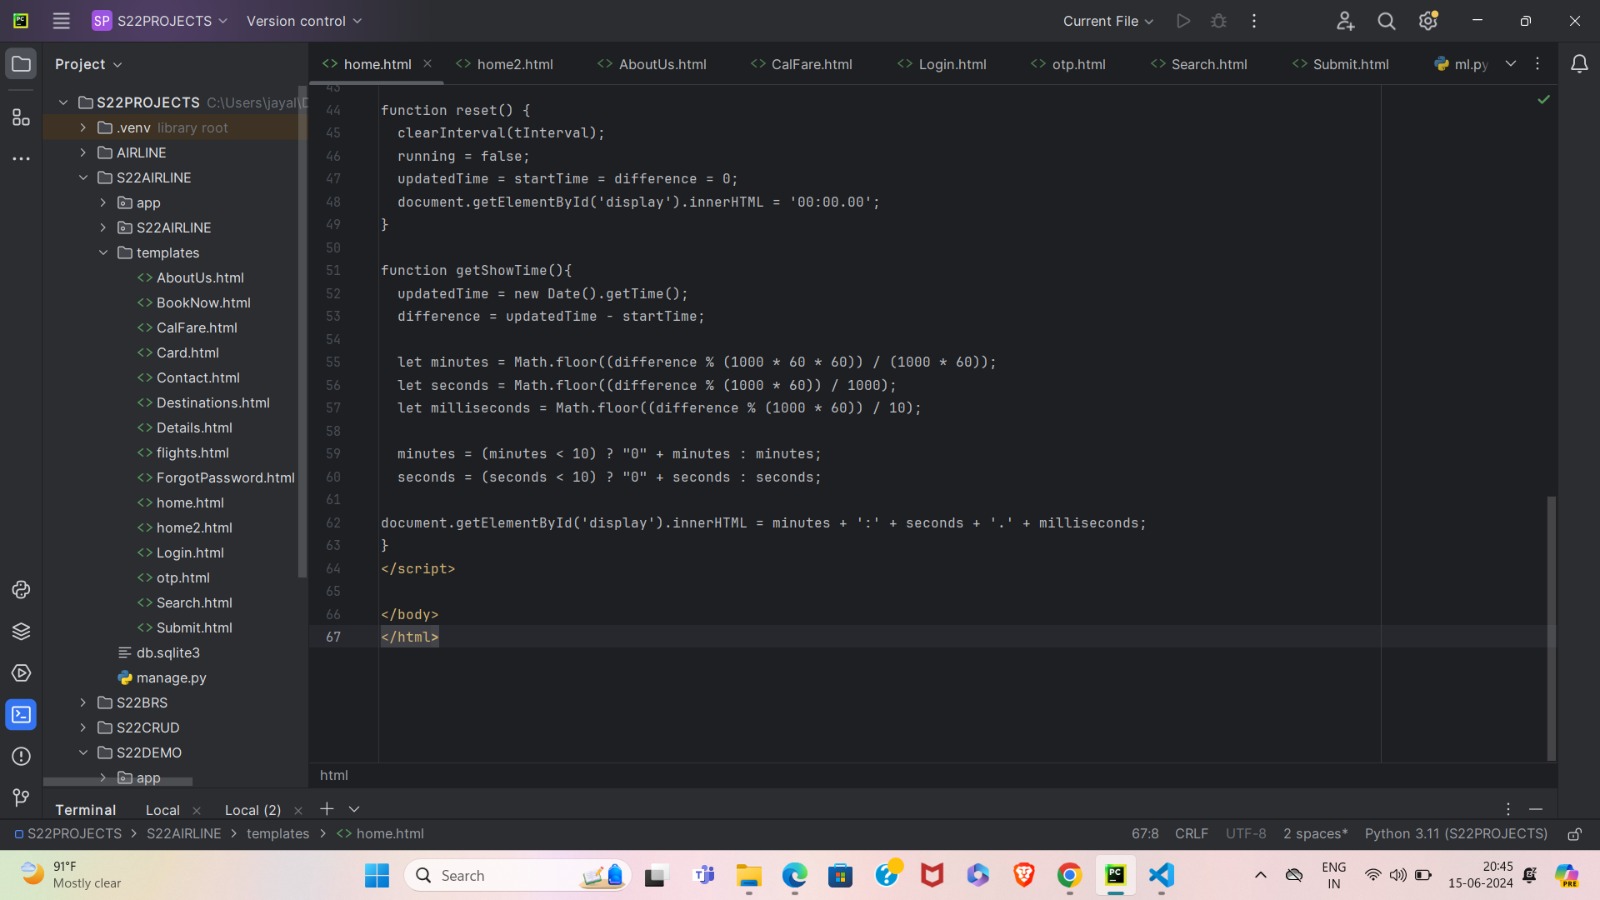 SP S22PROJECTS Version control Current File
Project
home.html home2.html AboutUs.html CalFare.html Login.html otp.html Search.html Submit.html ml.py
S22PROJECTS C:\Users\jayal\
.venv library root
AIRLINE
S22AIRLINE
app
S22AIRLINE
templates
AboutUs.html
BookNow.html
CalFare.html
Card.html
Contact.html
Destinations.html
Details.html
flights.html
ForgotPassword.html
home.html
home2.html
Login.html
otp.html
Search.html
Submit.html
db.sqlite3
manage.py
S22BRS
S22CRUD
S22DEMO
app
43
44 function reset() {
45 clearInterval(tInterval);
46 running = false;
47 updatedTime = startTime = difference = 0;
48 document.getElementById('display').innerHTML = '00:00.00';
49 }
50
51 function getShowTime(){
52 updatedTime = new Date().getTime();
53 difference = updatedTime - startTime;
54
55 let minutes = Math.floor((difference % (1000 * 60 * 60)) / (1000 * 60));
56 let seconds = Math.floor((difference % (1000 * 60)) / 1000);
57 let milliseconds = Math.floor((difference % (1000 * 60)) / 10);
58
59 minutes = (minutes < 10) ? "0" + minutes : minutes;
60 seconds = (seconds < 10) ? "0" + seconds : seconds;
61
62 document.getElementById('display').innerHTML = minutes + ':' + seconds + '.' + milliseconds;
63 }
64 </script>
65
66 </body>
67 </html>
html
Terminal Local Local (2)
S22PROJECTS > S22AIRLINE > templates > home.html 67:8 CRLF UTF-8 2 spaces* Python 3.11 (S22PROJECTS)
91°F
Mostly clear
Search
PC
PRE
ENG
IN
20:45
15-06-2024